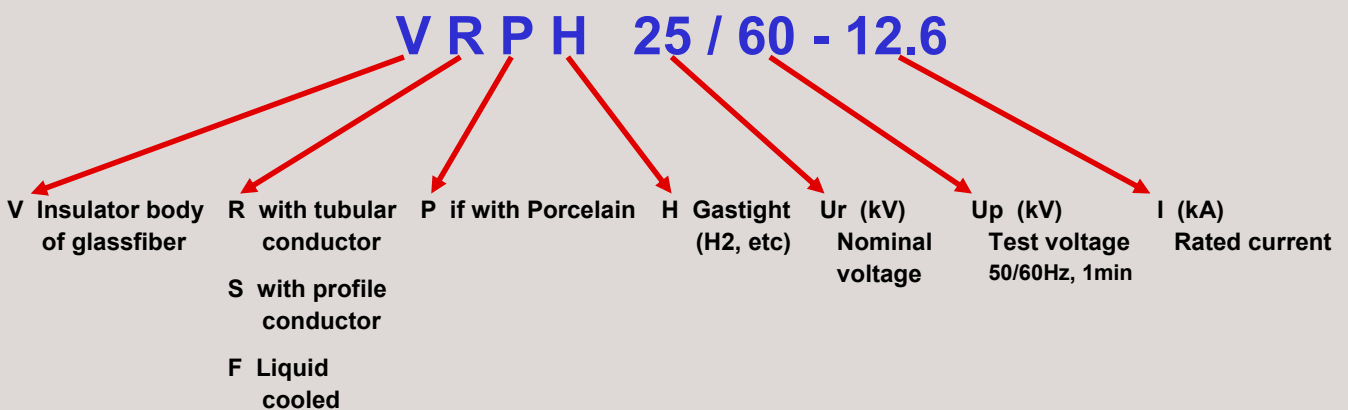 V R P H 25 / 60 - 12.6
V Insulator body
of glassfiber
R with tubular
conductor
S with profile
conductor
F Liquid
cooled
P if with Porcelain
H Gastight
(H2, etc)
Ur (kV)
Nominal
voltage
Up (kV)
Test voltage
50/60Hz, 1min
I (kA)
Rated current